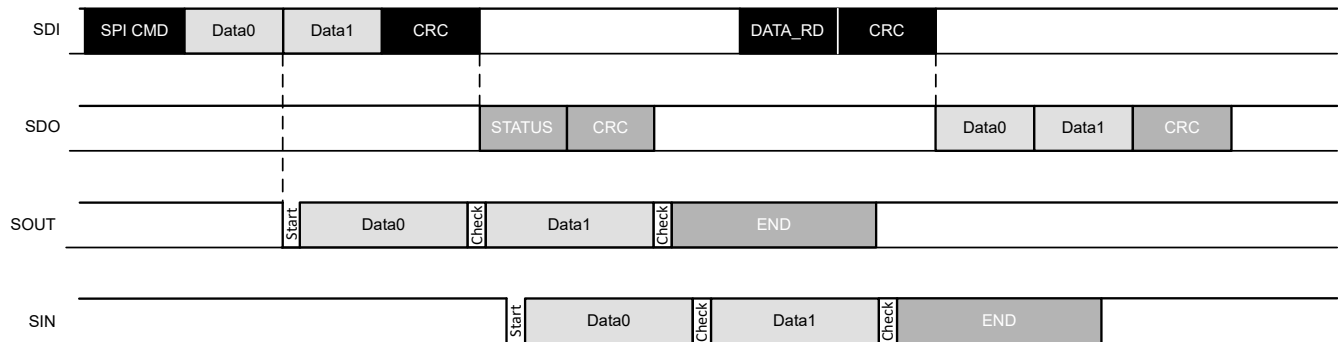 SDI SPI CMD Data0 Data1 CRC DATA_RD CRC
SDO STATUS CRC Data0 Data1 CRC
SOUT Start Data0 Check Data1 Check END
SIN Start Data0 Check Data1 Check END